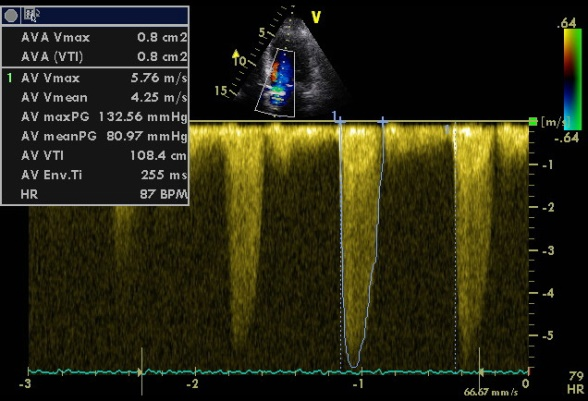 V
AVA Vmax 0.8 cm2
AVA (VTI) 0.8 cm2
1 AV Vmax 5.76 m/s
AV Vmean 4.25 m/s
AV maxPG 132.56 mmHg
AV meanPG 80.97 mmHg
AV VTI 108.4 cm
AV Env.Ti 255 ms
HR 87 BPM
5
10
15
.64
-.64
1
[m/s]
-1
-2
-3
-4
-5
-3
-2
-1
0
79
HR
66.67 mm/s